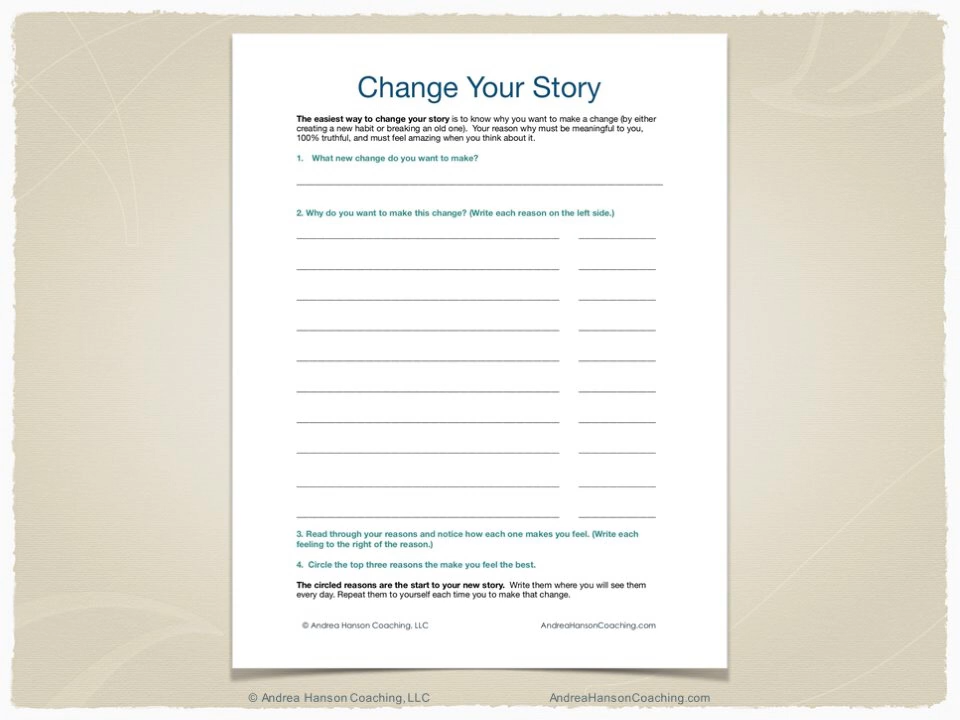 Change Your Story
The easiest way to change your story is to know why you want to make a change (by either
creating a new habit or breaking an old one). Your reason why must be meaningful to you,
100% truthful, and must feel amazing when you think about it.
1. What new change do you want to make?
2. Why do you want to make this change? (Write each reason on the left side.)
3. Read through your reasons and notice how each one makes you feel. (Write each
feeling to the right of the reason.)
4. Circle the top three reasons the make you feel the best.
The circled reasons are the start to your new story. Write them where you will see them
every day. Repeat them to yourself each time you to make that change.
© Andrea Hanson Coaching, LLC AndreaHansonCoaching.com
© Andrea Hanson Coaching, LLC AndreaHansonCoaching.com